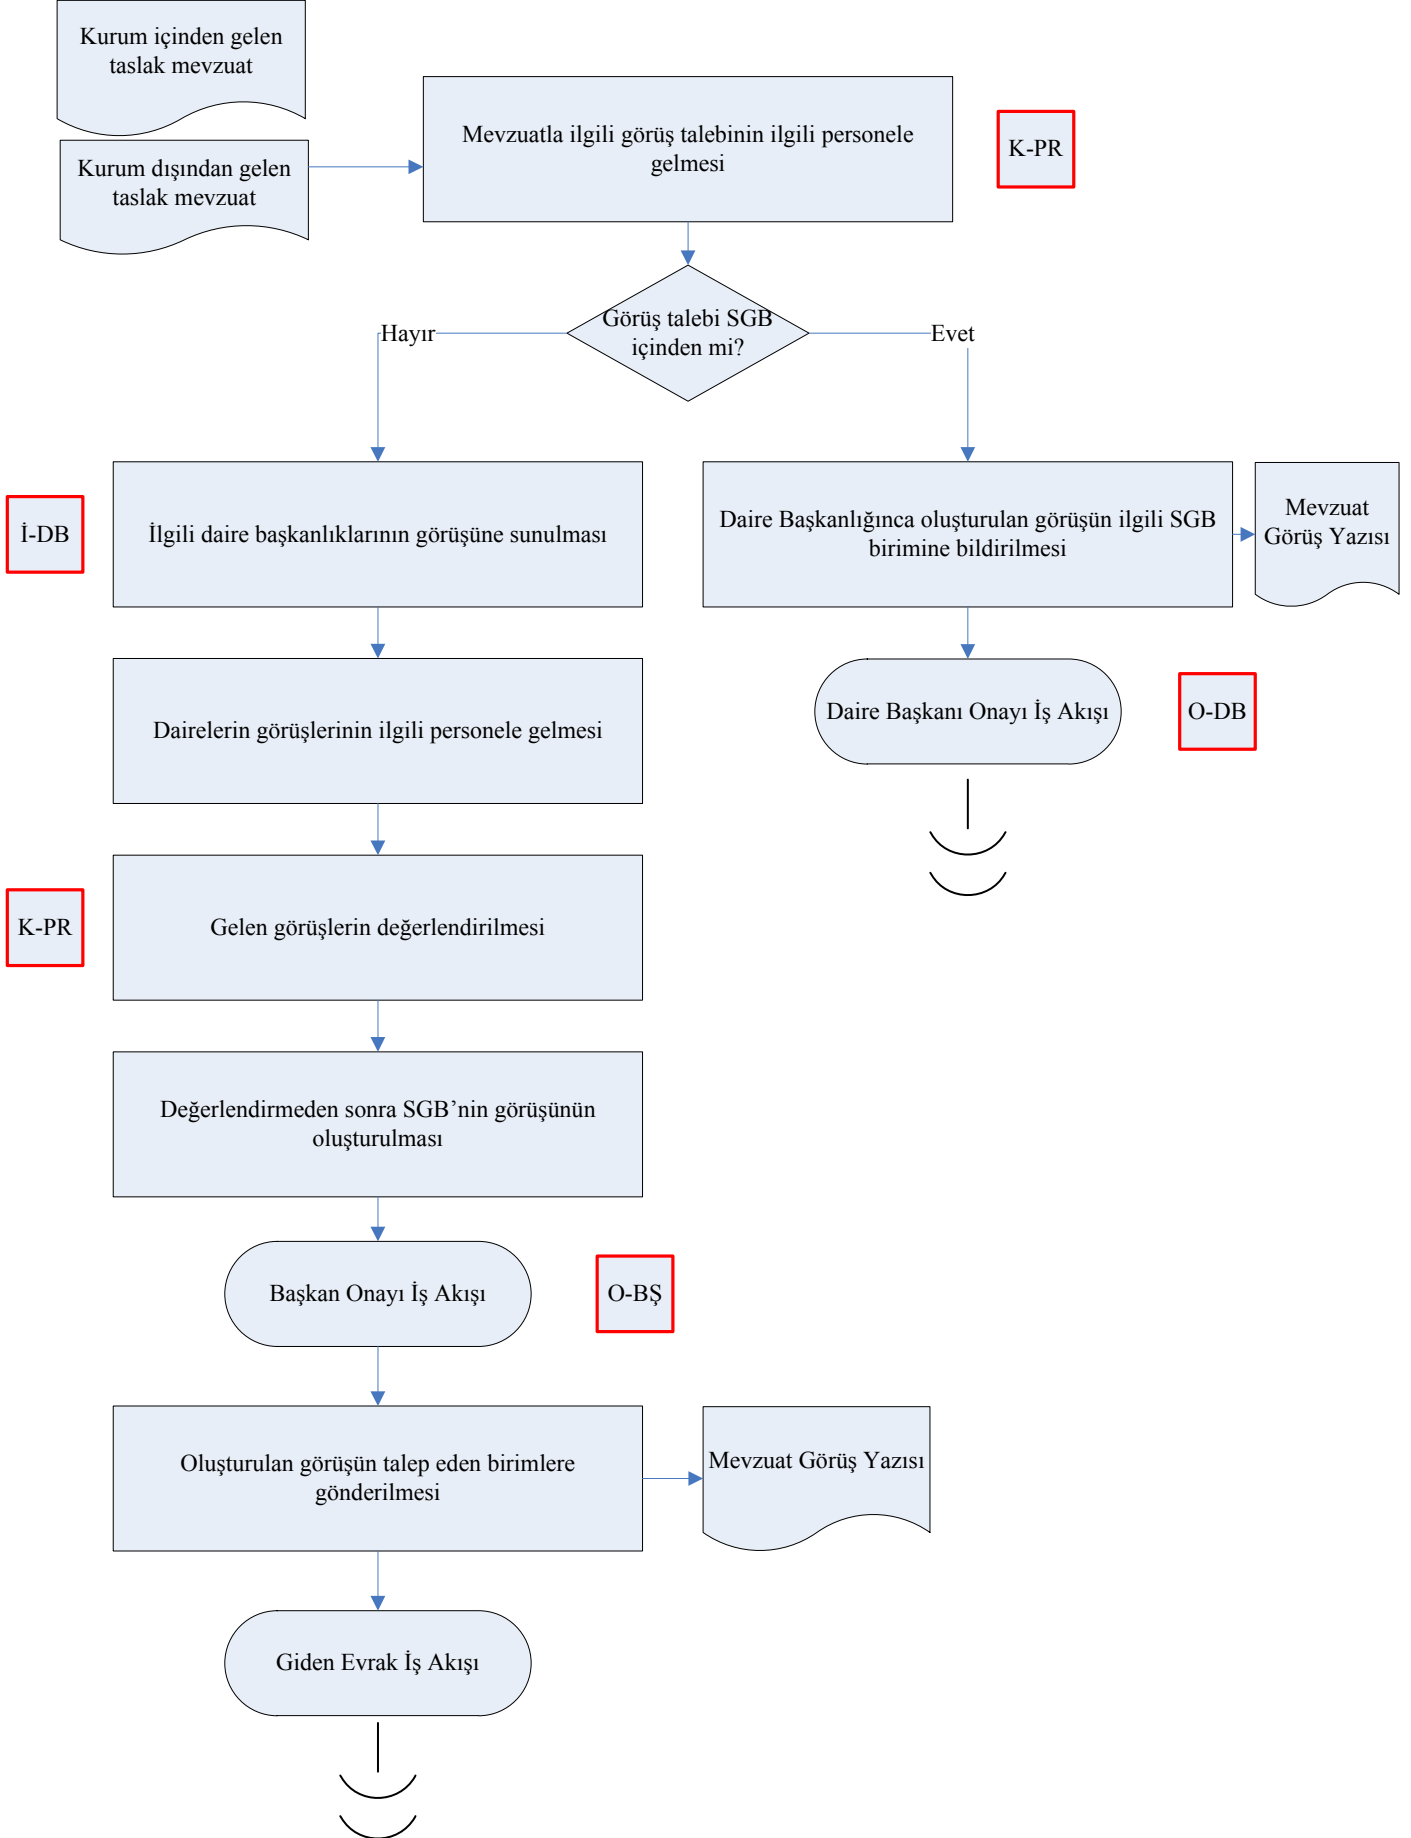 Kurum içinden gelen
taslak mevzuat
Kurum dışından gelen
taslak mevzuat
Mevzuatla ilgili görüş talebinin ilgili personele
gelmesi
K-PR
Görüş talebi SGB
içinden mi?
Hayır
Evet
İ-DB
İlgili daire başkanlıklarının görüşüne sunulması
Daire Başkanlığınca oluşturulan görüşün ilgili SGB
birimine bildirilmesi
Mevzuat
Görüş Yazısı
Dairelerin görüşlerinin ilgili personele gelmesi
Daire Başkanı Onayı İş Akışı
O-DB
K-PR
Gelen görüşlerin değerlendirilmesi
Değerlendirmeden sonra SGB’nin görüşünün
oluşturulması
Başkan Onayı İş Akışı
O-BŞ
Oluşturulan görüşün talep eden birimlere
gönderilmesi
Mevzuat Görüş Yazısı
Giden Evrak İş Akışı